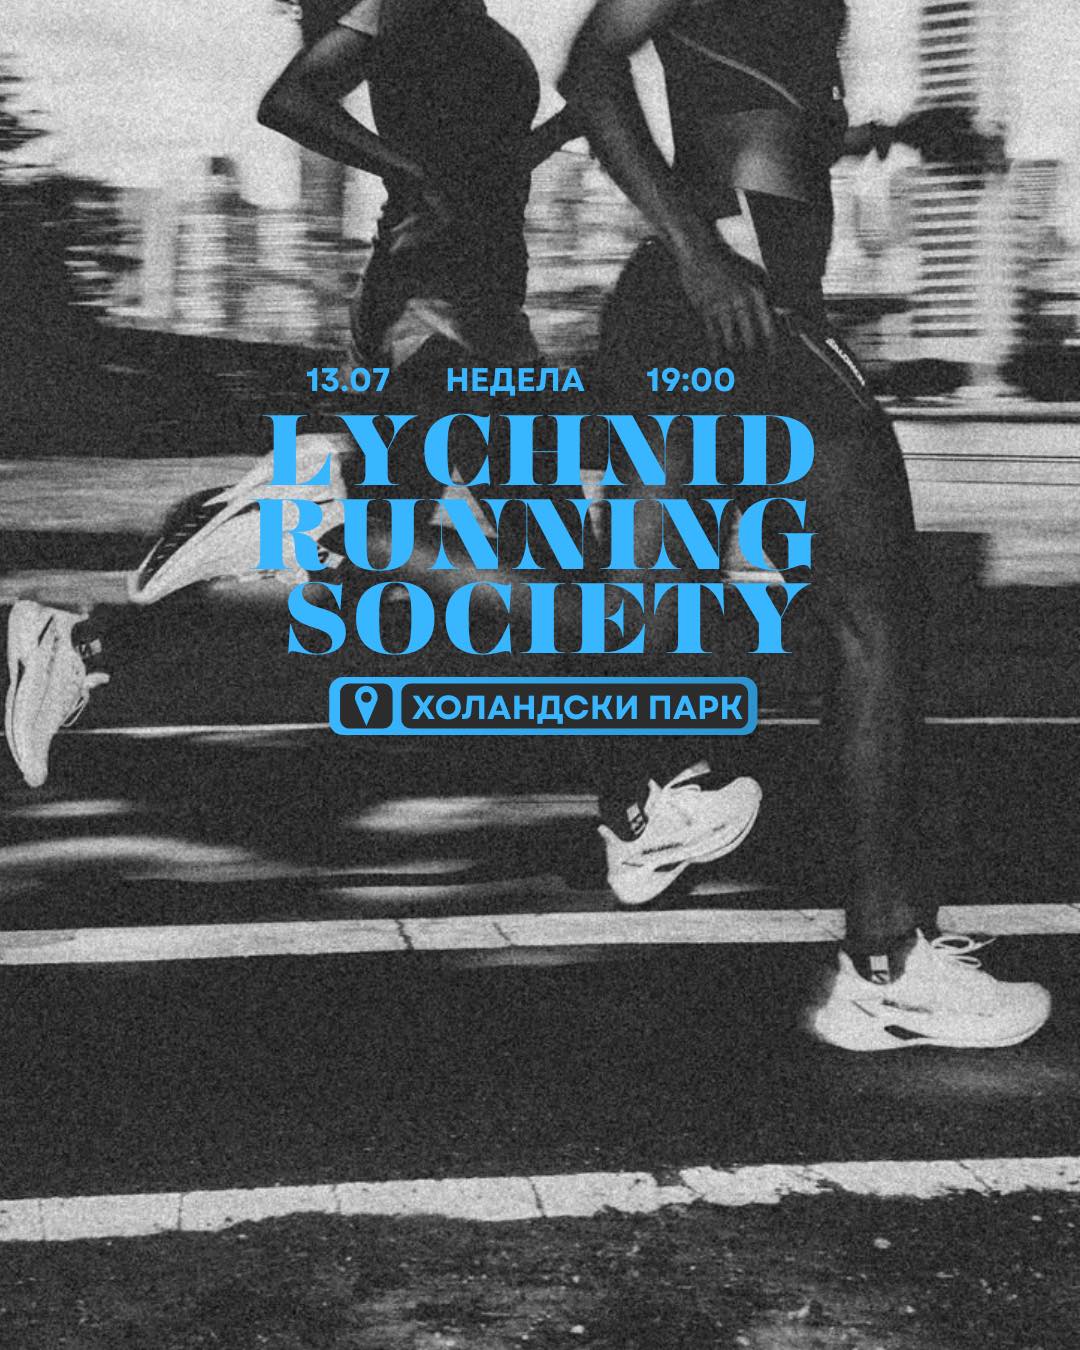 13.07 НЕДЕЛА 19:00
LYCHNID
RUNNING
SOCIETY
ХОЛАНДСКИ ПАРК